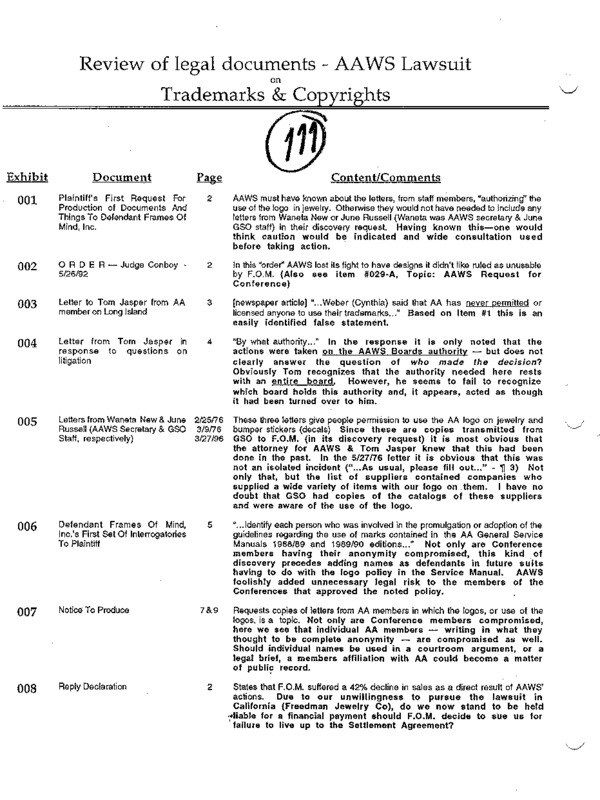 Review of legal documents - AAWS Lawsuit
on
Trademarks & Copyrights
111
Exhibit Document Page Content/Comments
001 Plaintiff's First Request For 2 AAWS must have known about the letters, from staff members, "authorizing" the
Production of Documents And use of the logo in jewelry. Otherwise they would not have needed to include any
Things To Defendant Frames Of letters from Waneta New or June Russell (Waneta was AAWS secretary & June
Mind, Inc. GSO staff) in their discovery request. Having known this—one would
think caution would be indicated and wide consultation used
before taking action.
002 O R D E R — Judge Conboy - 2 In this "order" AAWS lost its fight to have designs it didn't like ruled as unusable
5/26/92 by F.O.M. (Also see item #029-A, Topic: AAWS Request for
Conference)
003 Letter to Tom Jasper from AA 3 [newspaper article] "...Weber (Cynthia) said that AA has never permitted or
member on Long Island licensed anyone to use their trademarks..." Based on Item #1 this is an
easily identified false statement.
004 Letter from Tom Jasper in 4 "By what authority..." In the response it is only noted that the
response to questions on actions were taken on the AAWS Boards authority — but does not
litigation clearly answer the question of who made the decision?
Obviously Tom recognizes that the authority needed here rests
with an entire board. However, he seems to fail to recognize
which board holds this authority and, it appears, acted as though
it had been turned over to him.
005 Letters from Waneta New & June 2/25/76 These three letters give people permission to use the AA logo on jewelry and
Russell (AAWS Secretary & GSO 3/9/76 bumper stickers (decals) Since these are copies transmitted from
Staff, respectively) 3/27/96 GSO to F.O.M. (in its discovery request) it is most obvious that
the attorney for AAWS & Tom Jasper knew that this had been
done in the past. In the 5/27/76 letter it is obvious that this was
not an isolated incident ("...As usual, please fill out..." - ¶ 3) Not
only that, but the list of suppliers contained companies who
supplied a wide variety of items with our logo on them. I have no
doubt that GSO had copies of the catalogs of these suppliers
and were aware of the use of the logo.
006 Defendant Frames Of Mind, 5 "...Identify each person who was involved in the promulgation or adoption of the
Inc.'s First Set Of Interrogatories guidelines regarding the use of marks contained in the AA General Service
To Plaintiff Manuals 1988/89 and 1989/90 editions..." Not only are Conference
members having their anonymity compromised, this kind of
discovery precedes adding names as defendants in future suits
having to do with the logo policy in the Service Manual. AAWS
foolishly added unnecessary legal risk to the members of the
Conferences that approved the noted policy.
007 Notice To Produce 7&9 Requests copies of letters from AA members in which the logos, or use of the
logos, is a topic. Not only are Conference members compromised,
here we see that individual AA members — writing in what they
thought to be complete anonymity — are compromised as well.
Should individual names be used in a courtroom argument, or a
legal brief, a members affiliation with AA could become a matter
of public record.
008 Reply Declaration 2 States that F.O.M. suffered a 42% decline in sales as a direct result of AAWS'
actions. Due to our unwillingness to pursue the lawsuit in
California (Freedman Jewelry Co), do we now stand to be held
liable for a financial payment should F.O.M. decide to sue us for
failure to live up to the Settlement Agreement?